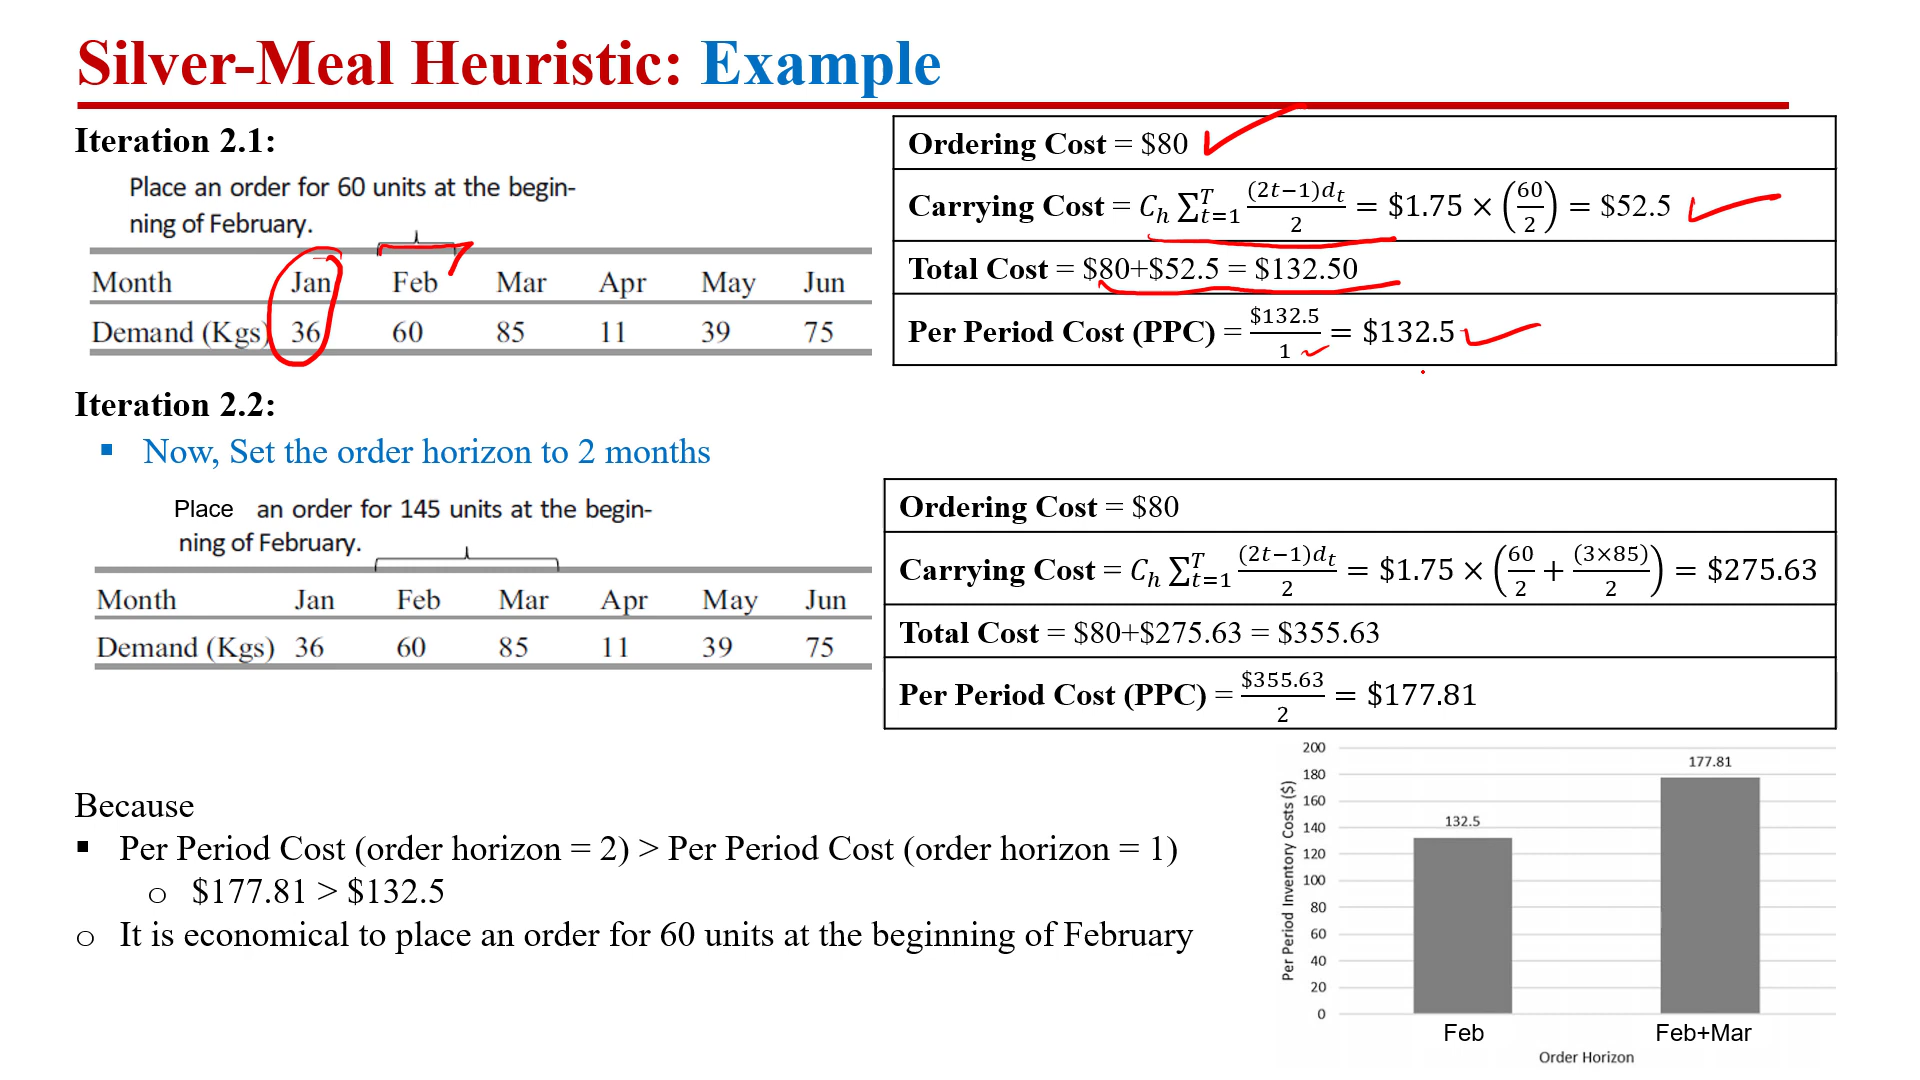 Silver-Meal Heuristic: Example
Iteration 2.1:
Place an order for 60 units at the begin-
ning of February.
Month Jan Feb Mar Apr May Jun
Demand (Kgs) 36 60 85 11 39 75
Ordering Cost = $80
Carrying Cost = C_h ∑_{t=1}^{T} (2t−1)d_t/2 = $1.75 × (60/2) = $52.5
Total Cost = $80+$52.5 = $132.50
Per Period Cost (PPC) = $132.5/1 = $132.5
Iteration 2.2:
▪ Now, Set the order horizon to 2 months
Place an order for 145 units at the begin-
ning of February.
Month Jan Feb Mar Apr May Jun
Demand (Kgs) 36 60 85 11 39 75
Ordering Cost = $80
Carrying Cost = C_h ∑_{t=1}^{T} (2t−1)d_t/2 = $1.75 × (60/2 + (3×85)/2) = $275.63
Total Cost = $80+$275.63 = $355.63
Per Period Cost (PPC) = $355.63/2 = $177.81
Because
▪ Per Period Cost (order horizon = 2) > Per Period Cost (order horizon = 1)
o $177.81 > $132.5
o It is economical to place an order for 60 units at the beginning of February
Per Period Inventory Costs ($)
200
180
160
140
120
100
80
60
40
20
0
132.5
177.81
Feb Feb+Mar
Order Horizon